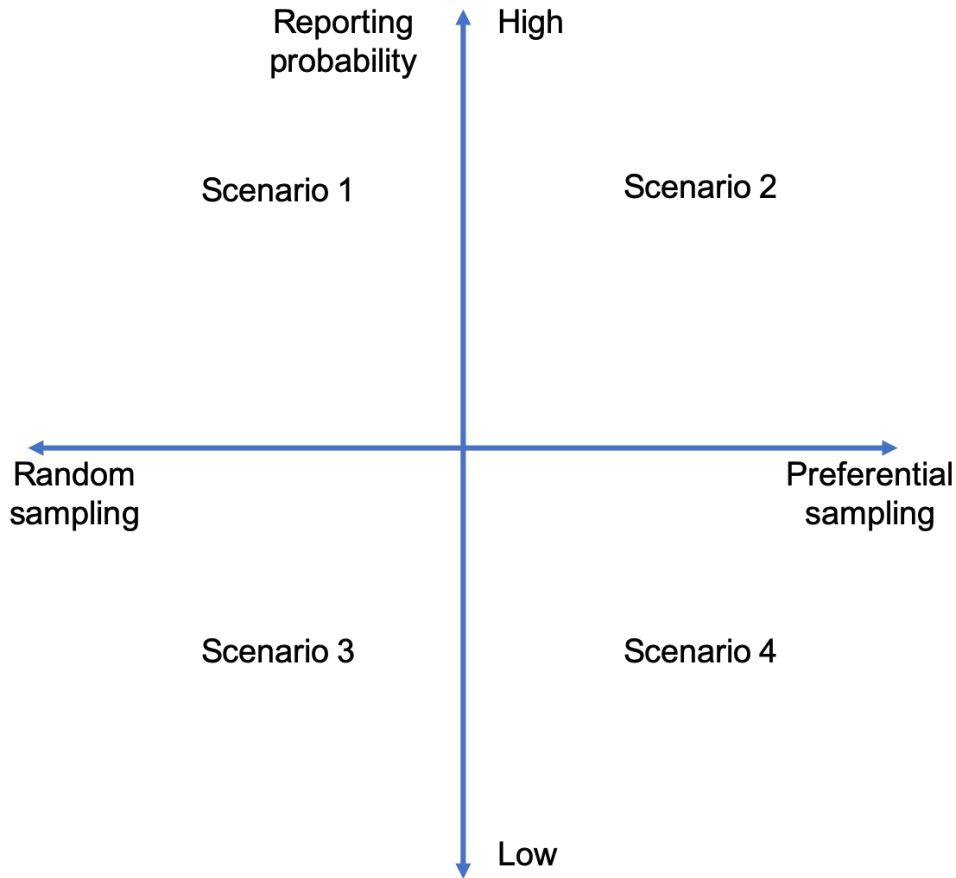 Reporting
probability
High
Scenario 1
Scenario 2
Random
sampling
Preferential
sampling
Scenario 3
Scenario 4
Low